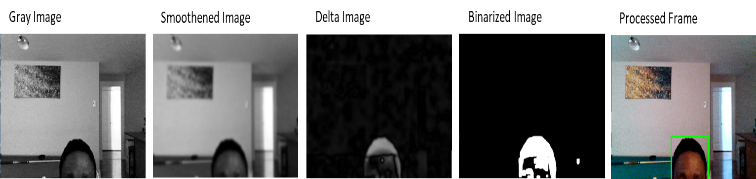 Gray Image
Smoothened Image
Delta Image
Binarized Image
Processed Frame